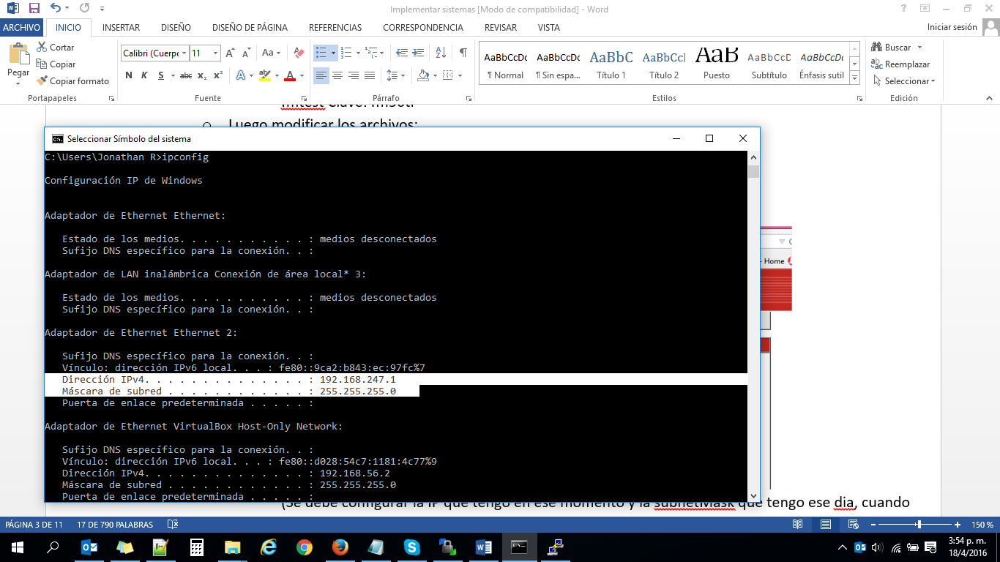 Implementar sistemas [Modo de compatibilidad] - Word
ARCHIVO INICIO INSERTAR DISEÑO DISEÑO DE PÁGINA REFERENCIAS CORRESPONDENCIA REVISAR VISTA Iniciar sesión
Pegar
Cortar
Copiar
Copiar formato
Portapapeles
Calibri (Cuerpo 11
N K S abc x₂ x²
Fuente
Párrafo
AaBbCcDc AaBbCcDc AaBbC AaBbCcI AaB AaBbCcD AaBbCcDc
¶ Normal ¶ Sin espa... Título 1 Título 2 Puesto Subtítulo Énfasis sutil
Estilos
Buscar
Reemplazar
Seleccionar
Edición
Luego modificar los archivos:
Seleccionar Símbolo del sistema
C:\Users\Jonathan R>ipconfig
Configuración IP de Windows
Adaptador de Ethernet Ethernet:
Estado de los medios. . . . . . . . . . . : medios desconectados
Sufijo DNS específico para la conexión. . :
Adaptador de LAN inalámbrica Conexión de área local* 3:
Estado de los medios. . . . . . . . . . . : medios desconectados
Sufijo DNS específico para la conexión. . :
Adaptador de Ethernet Ethernet 2:
Sufijo DNS específico para la conexión. . :
Vínculo: dirección IPv6 local. . . : fe80::9ca2:b843:ec:97fc%7
Dirección IPv4. . . . . . . . . . . . . . : 192.168.247.1
Máscara de subred . . . . . . . . . . . . : 255.255.255.0
Puerta de enlace predeterminada . . . . . :
Adaptador de Ethernet VirtualBox Host-Only Network:
Sufijo DNS específico para la conexión. . :
Vínculo: dirección IPv6 local. . . : fe80::d028:54c7:1181:4c77%9
Dirección IPv4. . . . . . . . . . . . . . : 192.168.56.2
Máscara de subred . . . . . . . . . . . . : 255.255.255.0
Puerta de enlace predeterminada . . . . . :
- Home
(Se debe configurar la IP que tengo en ese momento y la subnetMask que tengo ese dia, cuando
PÁGINA 3 DE 11 17 DE 790 PALABRAS 150 %
3:54 p. m.
18/4/2016